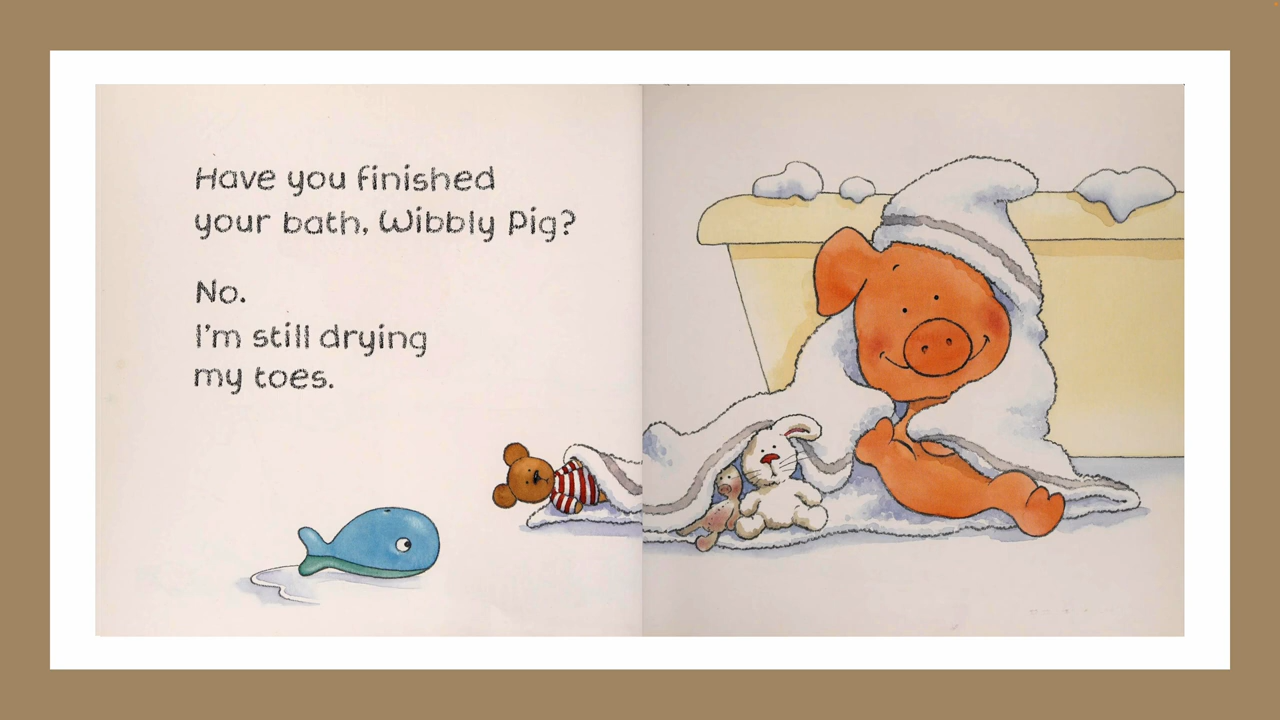 Have you finished
your bath, Wibbly Pig?
No.
I'm still drying
my toes.